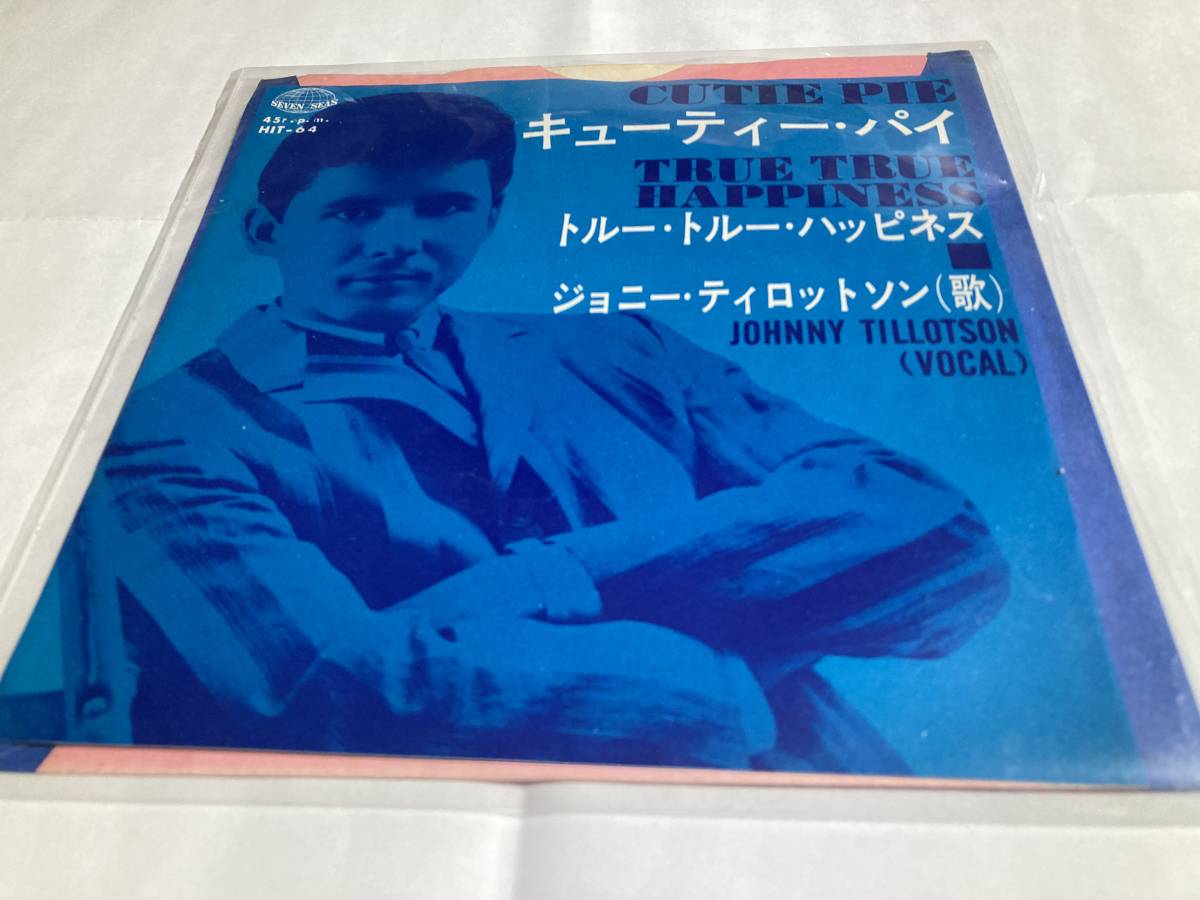 SEVEN SEAS
45r.p.m.
HIT-64
CUTIE PIE
キューティー・パイ
TRUE TRUE
HAPPINESS
トルー・トルー・ハッピネス
ジョニー・ティロットソン(歌)
JOHNNY TILLOTSON
(VOCAL)